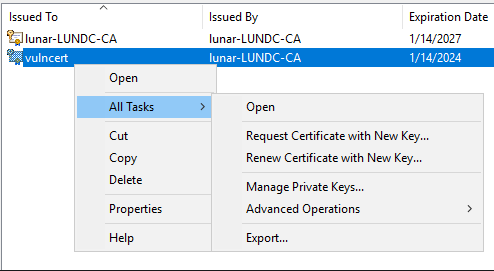 Issued To Issued By Expiration Date
lunar-LUNDC-CA lunar-LUNDC-CA 1/14/2027
vulncert lunar-LUNDC-CA 1/14/2024
Open
All Tasks
Cut
Copy
Delete
Properties
Help
Open
Request Certificate with New Key...
Renew Certificate with New Key...
Manage Private Keys...
Advanced Operations
Export...